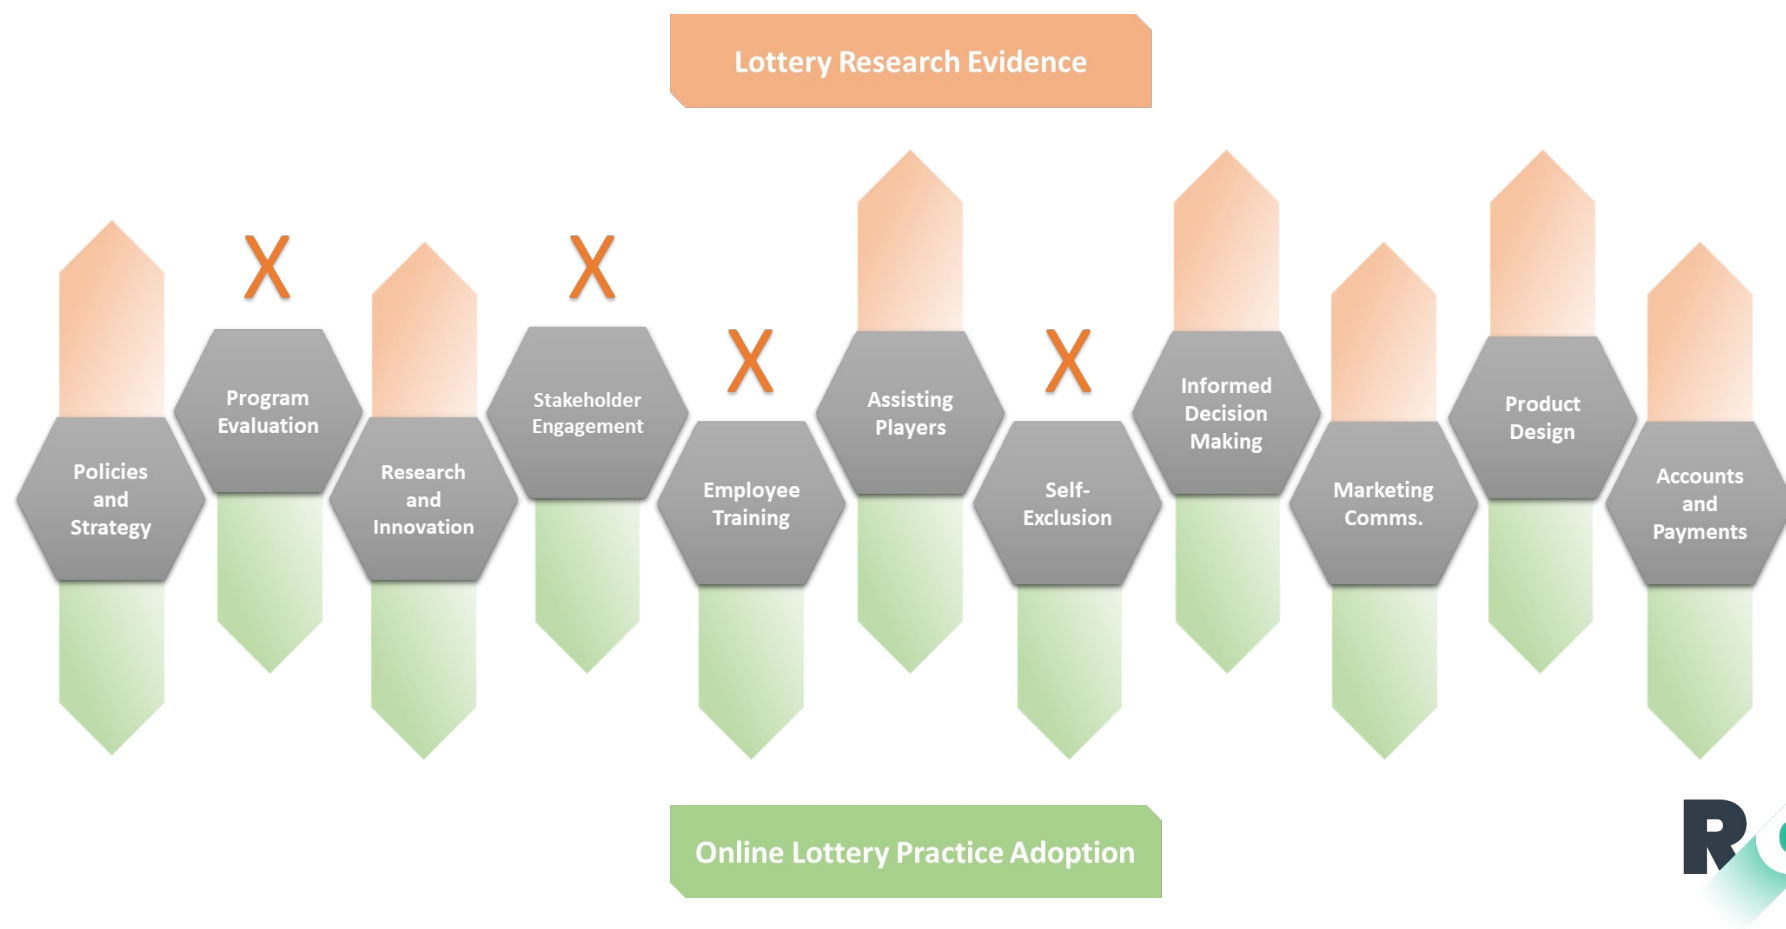 Lottery Research Evidence
X
X
X
X
Policies
and
Strategy
Program
Evaluation
Research
and
Innovation
Stakeholder
Engagement
Employee
Training
Assisting
Players
Self-
Exclusion
Informed
Decision
Making
Marketing
Comms.
Product
Design
Accounts
and
Payments
Online Lottery Practice Adoption
R